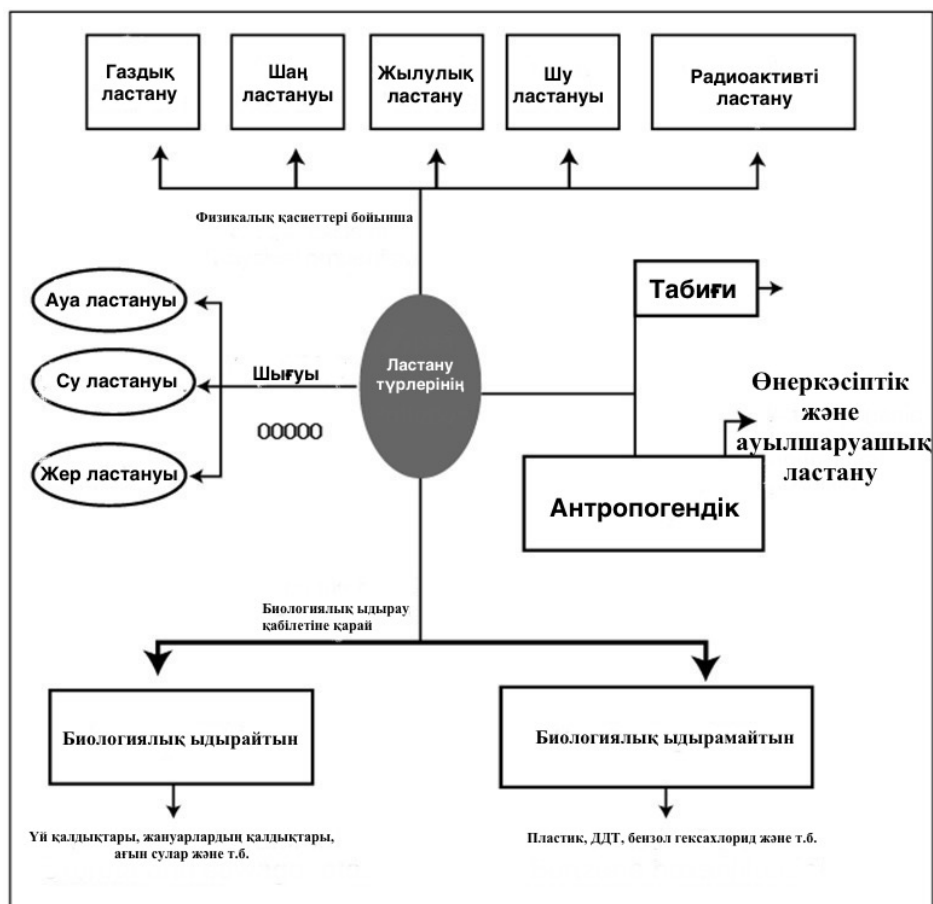 Газдық
ластану
Шаң
ластануы
Жылулық
ластану
Шу
ластануы
Радиоактивті
ластану
Физикалық қасиеттері бойынша
Ауа ластануы
Су ластануы
Жер ластануы
Шығуы
00000
Ластану
түрлерінің
Табиғи
Өнеркәсіптік
және
ауылшаруашық
ластану
Антропогендік
Биологиялық ыдырау
қабілетіне қарай
Биологиялық ыдырайтын
Биологиялық ыдырамайтын
Үй қалдықтары, жануарлардың қалдықтары,
ағын сулар және т.б.
Пластик, ДДТ, бензол гексахлорид және т.б.